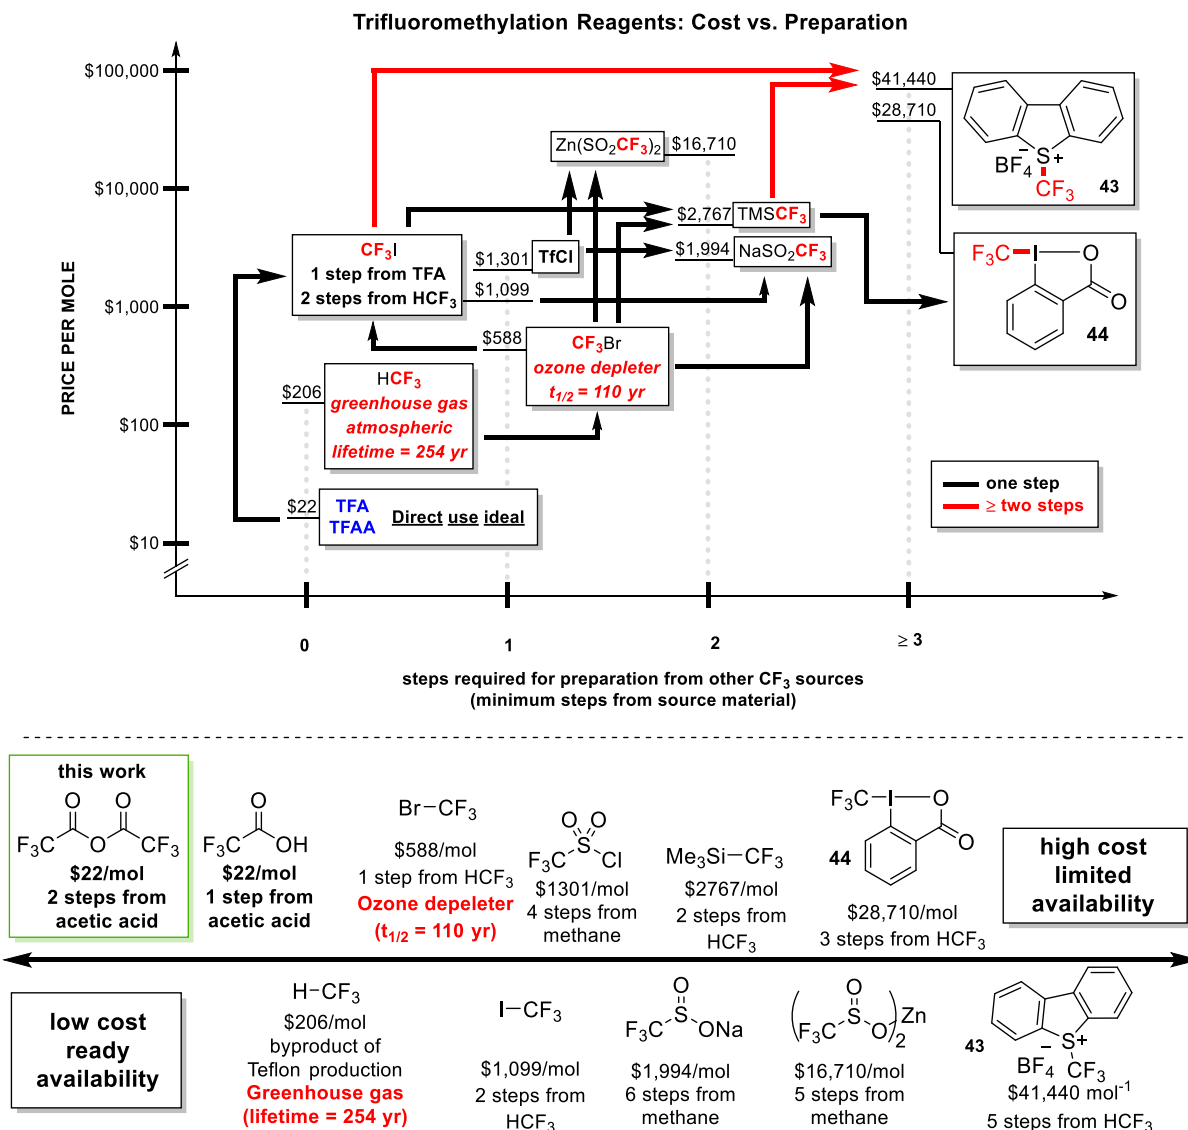 Trifluoromethylation Reagents: Cost vs. Preparation
PRICE PER MOLE
$100,000
$10,000
$1,000
$100
$10
$41,440
$28,710
BF4
−
S+
CF3
43
Zn(SO2CF3)2
$16,710
$2,767
TMSCF3
$1,994
NaSO2CF3
CF3I
1 step from TFA
2 steps from HCF3
$1,301
TfCl
$1,099
F3C
I
O
O
44
$588
CF3Br
ozone depleter
t1/2 = 110 yr
$206
HCF3
greenhouse gas
atmospheric
lifetime = 254 yr
$22
TFA
TFAA
Direct use ideal
one step
≥ two steps
0
1
2
≥ 3
steps required for preparation from other CF3 sources
(minimum steps from source material)
this work
O O
F3C O CF3
$22/mol
2 steps from
acetic acid
O
F3C OH
$22/mol
1 step from
acetic acid
Br−CF3
$588/mol
1 step from HCF3
Ozone depeleter
(t1/2 = 110 yr)
O O
F3C S Cl
$1301/mol
4 steps from
methane
Me3Si−CF3
$2767/mol
2 steps from
HCF3
F3C I O
O
44
$28,710/mol
3 steps from HCF3
high cost
limited
availability
low cost
ready
availability
H−CF3
$206/mol
byproduct of
Teflon production
Greenhouse gas
(lifetime = 254 yr)
I−CF3
$1,099/mol
2 steps from
HCF3
O
F3C S ONa
$1,994/mol
6 steps from
methane
O
(F3C S O)2 Zn
$16,710/mol
5 steps from
methane
43
− S+
BF4 CF3
$41,440 mol-1
5 steps from HCF3